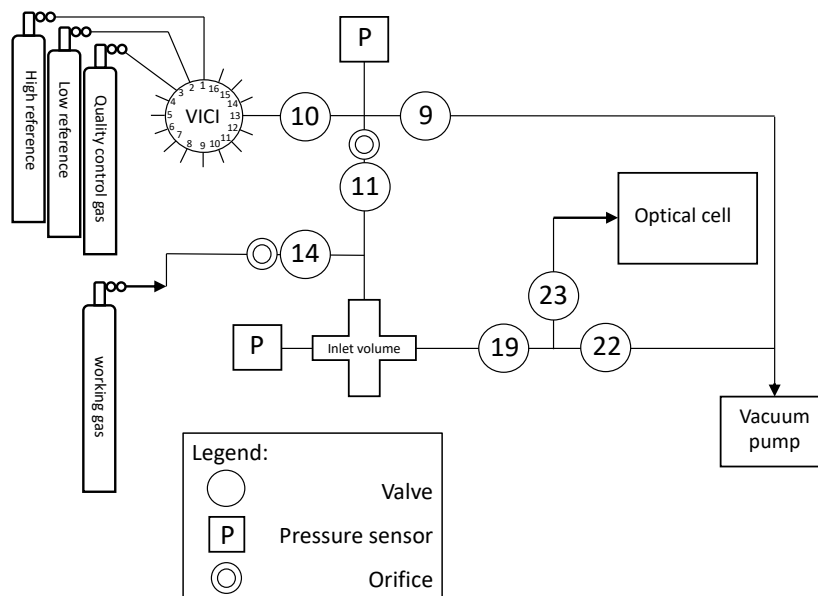 High reference
Low reference
Quality control gas
1
2
3
4
5
6
7
8
9
10
11
12
13
14
15
16
VICI
10
P
9
11
14
working gas
Optical cell
23
P
Inlet volume
19
22
Vacuum
pump
Legend:
Valve
P
Pressure sensor
Orifice